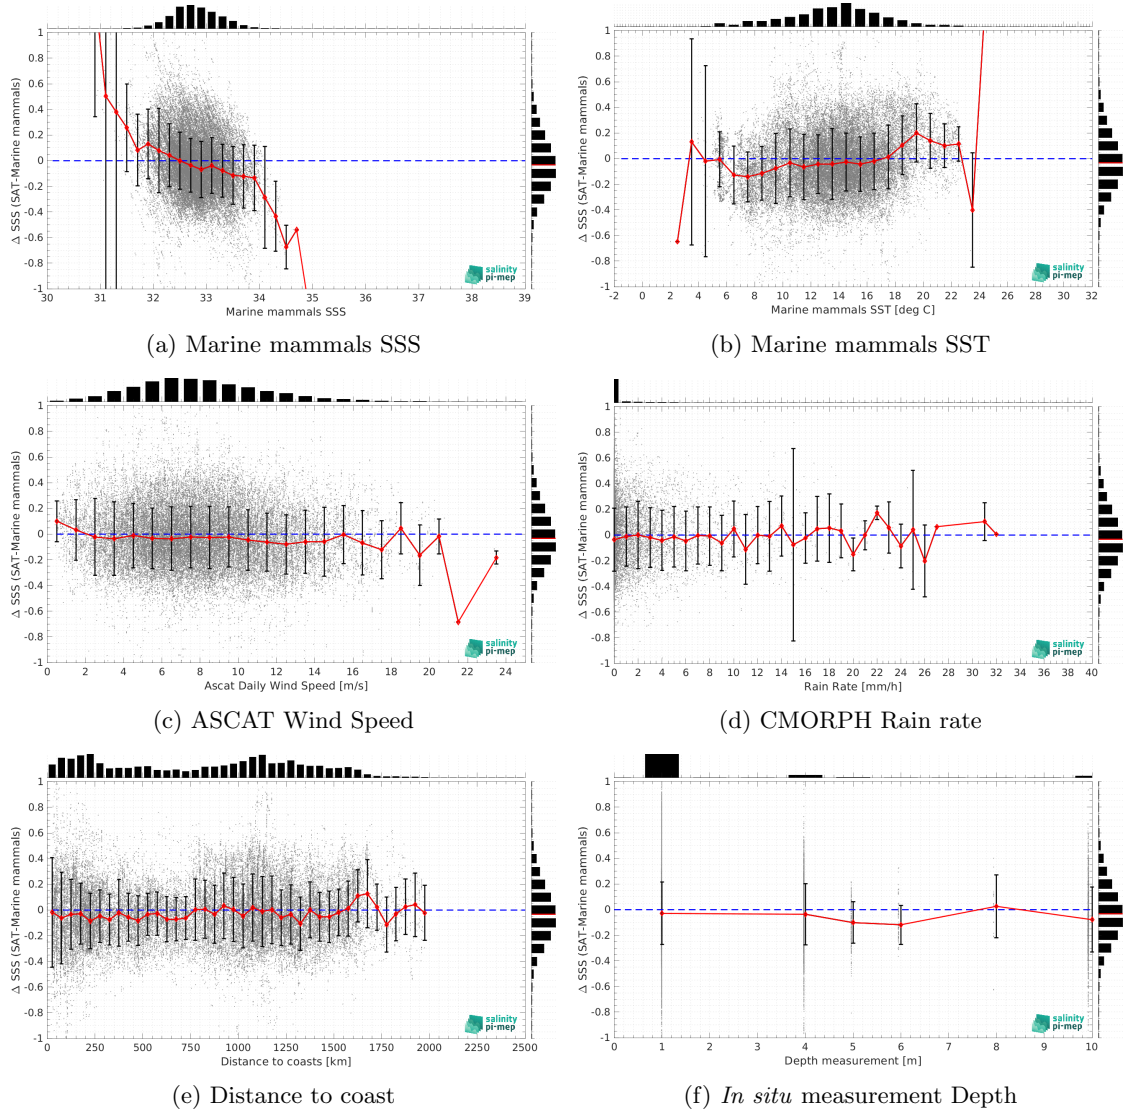 Δ SSS (SAT-Marine mammals)
1
0.8
0.6
0.4
0.2
0
-0.2
-0.4
-0.6
-0.8
-1
salinity
pi-mep
30 31 32 33 34 35 36 37 38 39
Marine mammals SSS
(a) Marine mammals SSS
Δ SSS (SAT-Marine mammals)
1
0.8
0.6
0.4
0.2
0
-0.2
-0.4
-0.6
-0.8
-1
salinity
pi-mep
-2 0 2 4 6 8 10 12 14 16 18 20 22 24 26 28 30 32
Marine mammals SST [deg C]
(b) Marine mammals SST
Δ SSS (SAT-Marine mammals)
1
0.8
0.6
0.4
0.2
0
-0.2
-0.4
-0.6
-0.8
-1
salinity
pi-mep
0 2 4 6 8 10 12 14 16 18 20 22 24
Ascat Daily Wind Speed [m/s]
(c) ASCAT Wind Speed
Δ SSS (SAT-Marine mammals)
1
0.8
0.6
0.4
0.2
0
-0.2
-0.4
-0.6
-0.8
-1
salinity
pi-mep
0 2 4 6 8 10 12 14 16 18 20 22 24 26 28 30 32 34 36 38 40
Rain Rate [mm/h]
(d) CMORPH Rain rate
Δ SSS (SAT-Marine mammals)
1
0.8
0.6
0.4
0.2
0
-0.2
-0.4
-0.6
-0.8
-1
salinity
pi-mep
0 250 500 750 1000 1250 1500 1750 2000 2250 2500
Distance to coasts [km]
(e) Distance to coast
Δ SSS (SAT-Marine mammals)
1
0.8
0.6
0.4
0.2
0
-0.2
-0.4
-0.6
-0.8
-1
salinity
pi-mep
0 1 2 3 4 5 6 7 8 9 10
Depth measurement [m]
(f) In situ measurement Depth